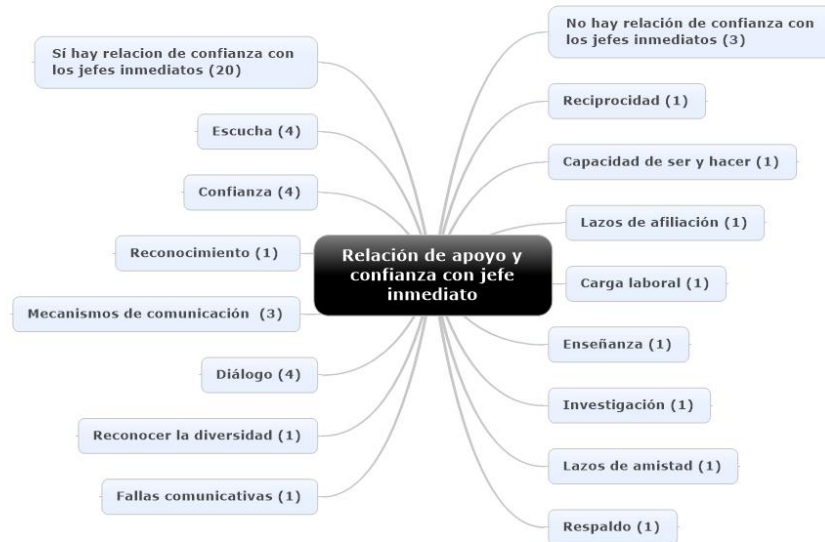 Sí hay relacion de confianza con
los jefes inmediatos (20)
Escucha (4)
Confianza (4)
Reconocimiento (1)
Mecanismos de comunicación (3)
Diálogo (4)
Reconocer la diversidad (1)
Fallas comunicativas (1)
Relación de apoyo y
confianza con jefe
inmediato
No hay relación de confianza con
los jefes inmediatos (3)
Reciprocidad (1)
Capacidad de ser y hacer (1)
Lazos de afiliación (1)
Carga laboral (1)
Enseñanza (1)
Investigación (1)
Lazos de amistad (1)
Respaldo (1)